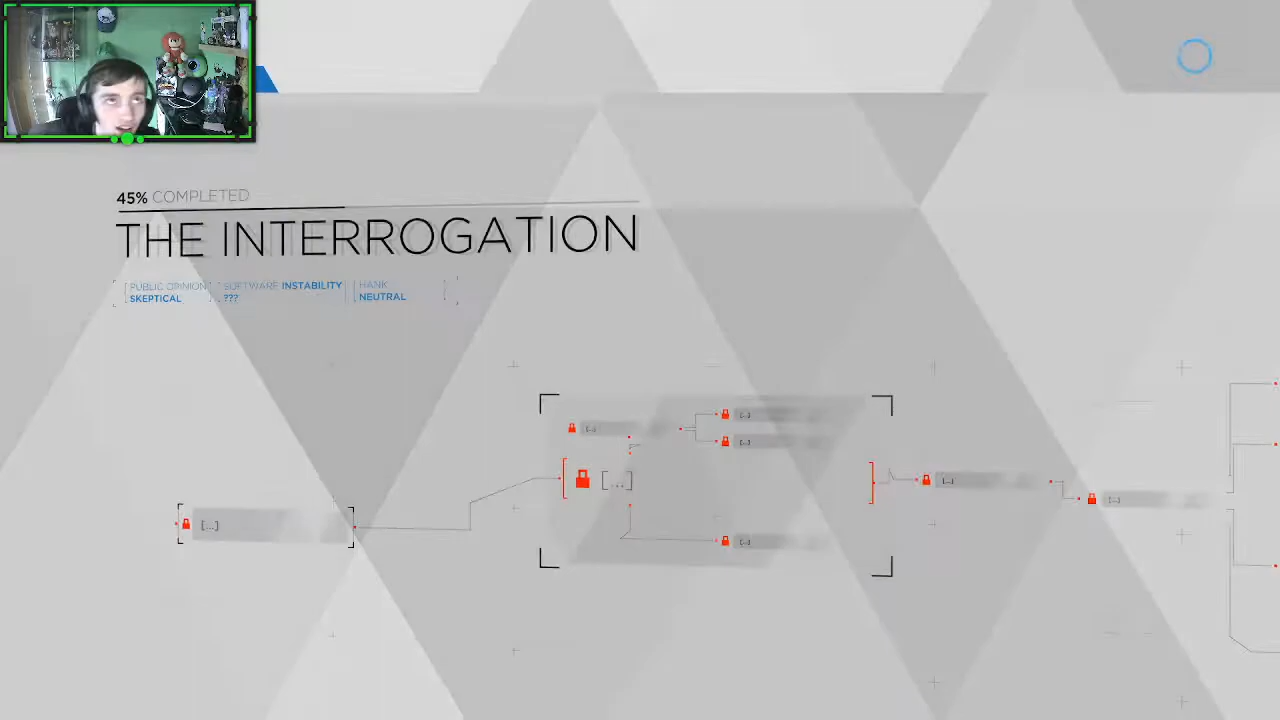 45% COMPLETED
THE INTERROGATION
PUBLIC OPINION SOFTWARE INSTABILITY HANK
SKEPTICAL ??? NEUTRAL
[...] [...]
[...]
[...] [...]
[...]
[...]
[...]